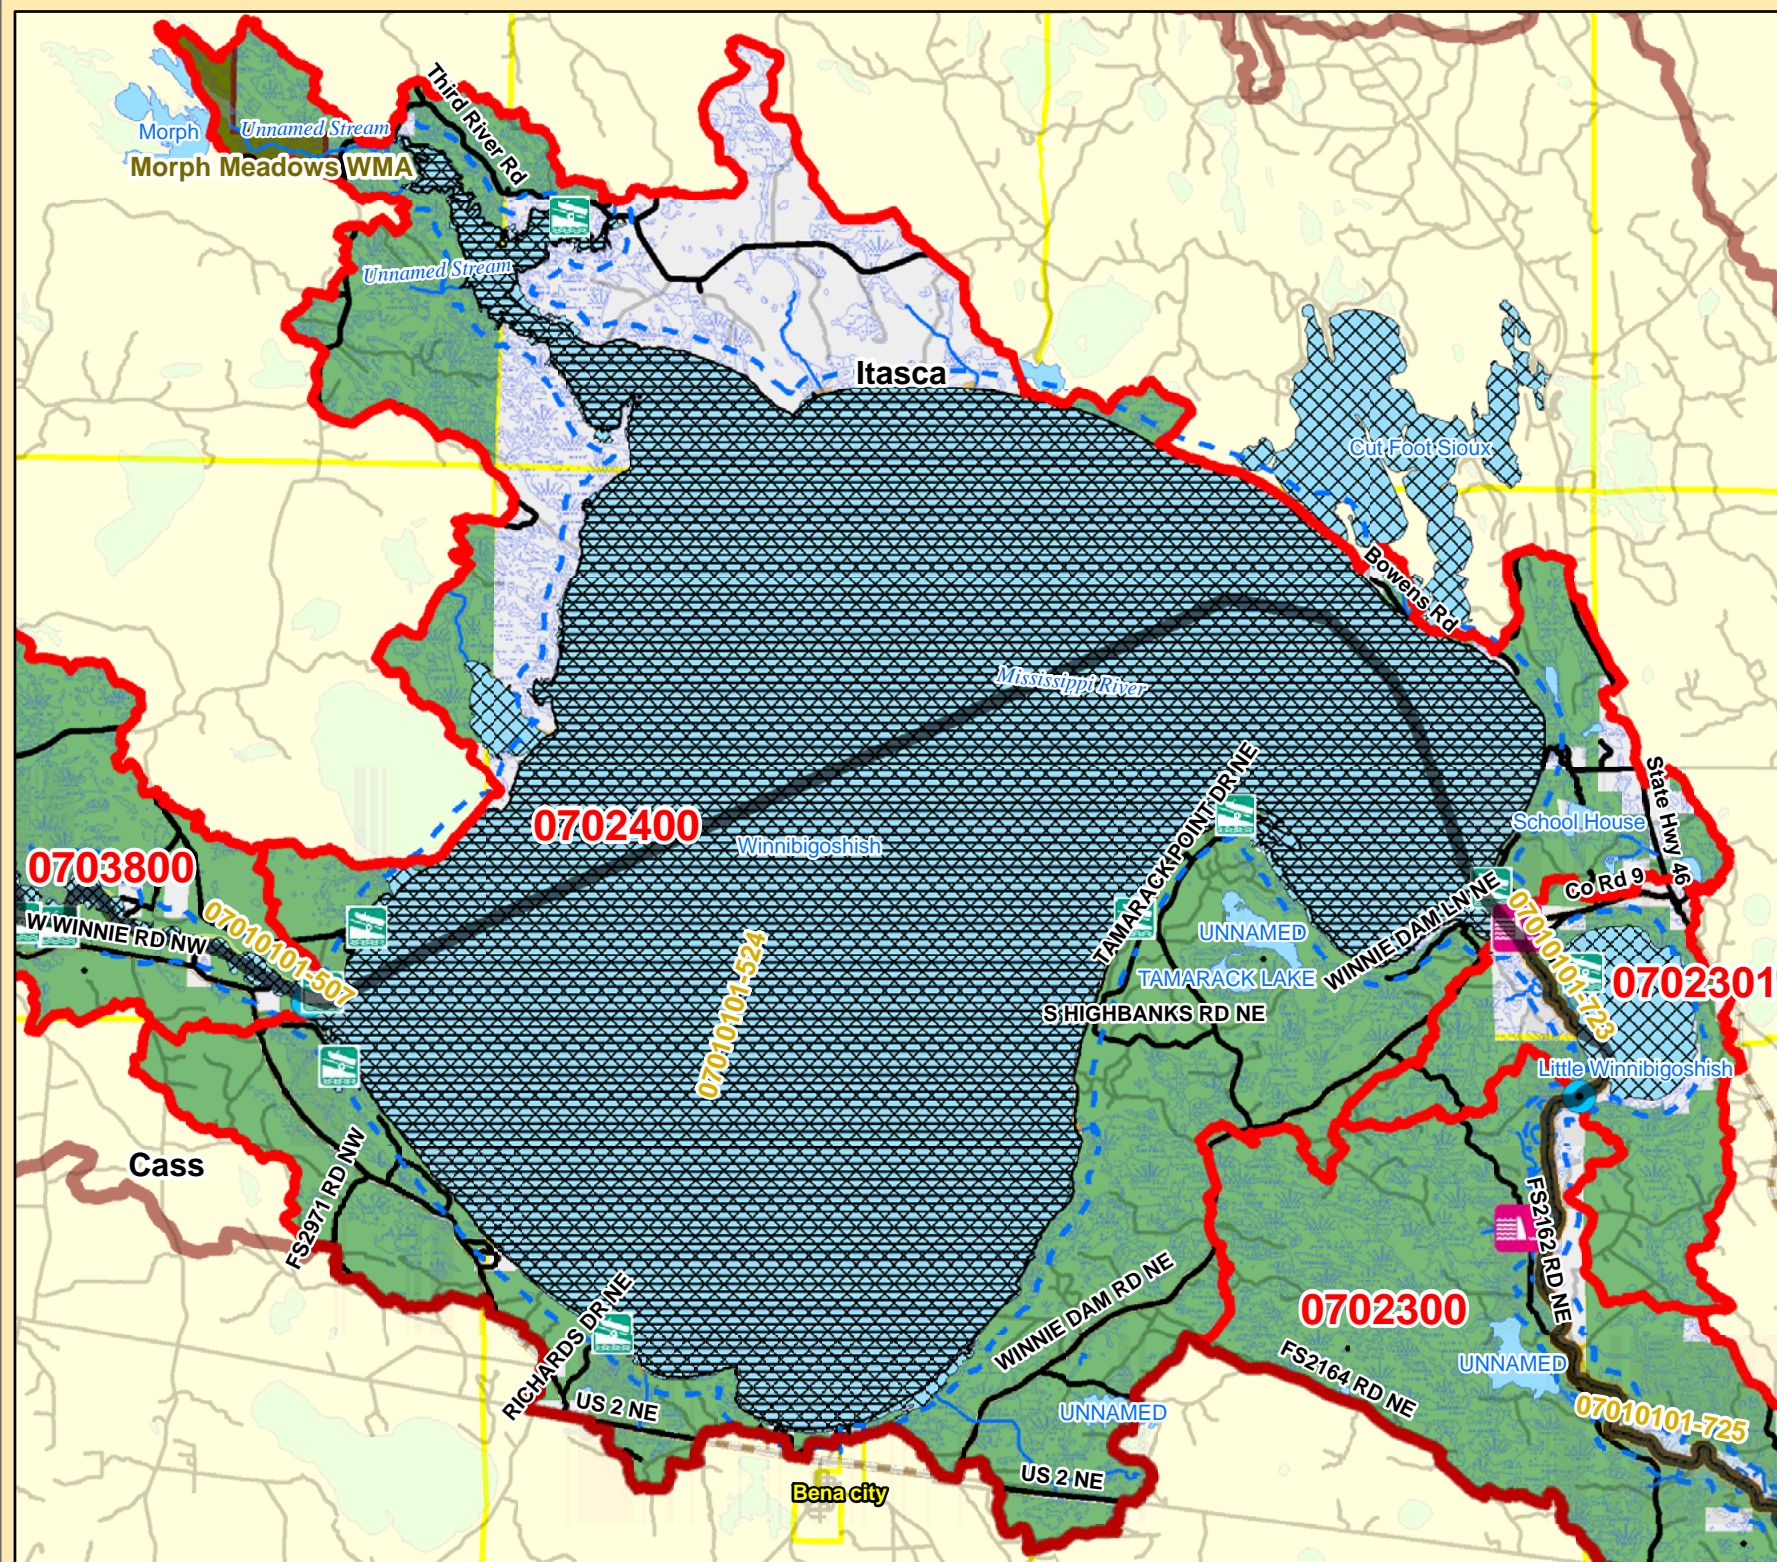 Third River Rd
Morph
Unnamed Stream
Morph Meadows WMA
Unnamed Stream
Itasca
Cut Foot Sioux
Bowens Rd
Mississippi River
TAMARACK POINT DR NE
State Hwy 46
0702400
Winnibigoshish
School House
0703800
Co Rd 9
W WINNIE RD NW
07010101-507
07010101-524
UNNAMED
WINNIE DAM LN NE
07010101-723
TAMARACK LAKE
0702301
S HIGHBANKS RD NE
Little Winnibigoshish
Cass
FS2971 RD NW
FS2162 RD NE
RICHARDS DR NE
WINNIE DAM RD NE
0702300
FS2164 RD NE
UNNAMED
US 2 NE
UNNAMED
07010101-725
US 2 NE
Bena city